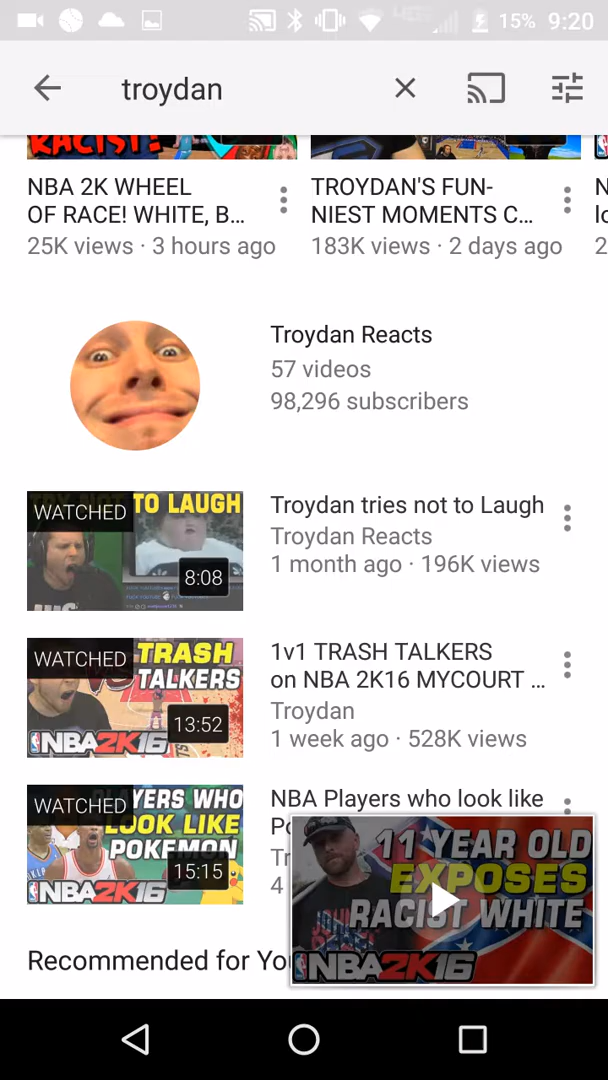 15% 9:20
troydan
RACIST!
NBA 2K WHEEL
OF RACE! WHITE, B...
25K views · 3 hours ago
TROYDAN'S FUN-
NIEST MOMENTS C...
183K views · 2 days ago
Troydan Reacts
57 videos
98,296 subscribers
WATCHED
TRY NOT TO LAUGH
8:08
Troydan tries not to Laugh
Troydan Reacts
1 month ago · 196K views
WATCHED
TRASH
TALKERS
13:52
NBA2K16
1v1 TRASH TALKERS
on NBA 2K16 MYCOURT ...
Troydan
1 week ago · 528K views
WATCHED
PLAYERS WHO
LOOK LIKE
POKEMON
15:15
NBA2K16
NBA Players who look like
11 YEAR OLD
EXPOSES
RACIST WHITE
NBA2K16
Recommended for You